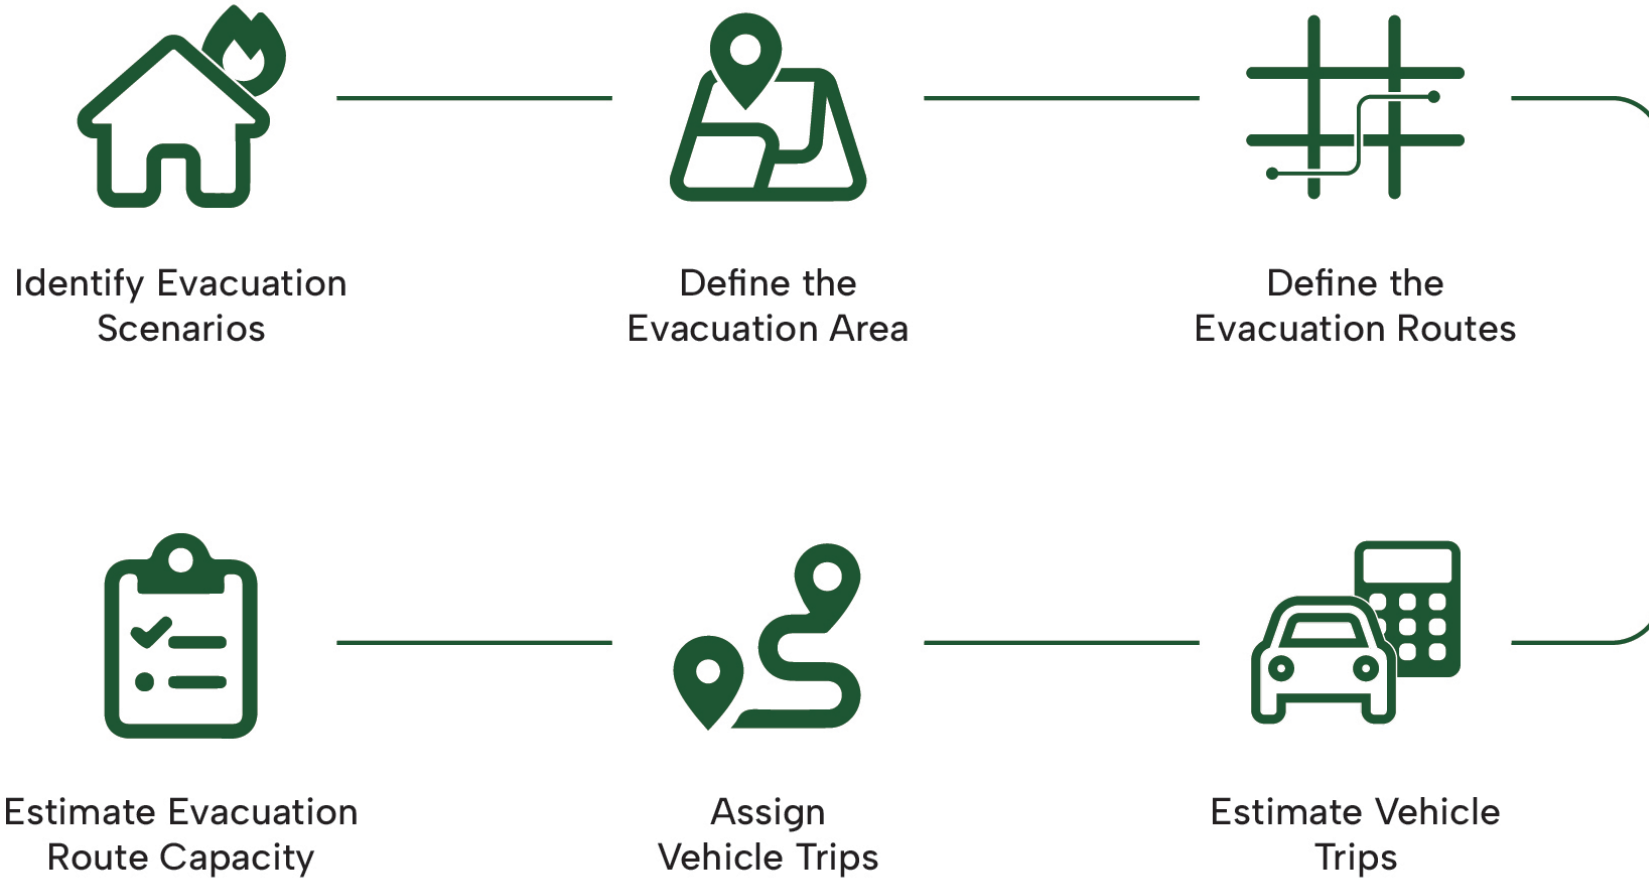 Identify Evacuation
Scenarios
Define the
Evacuation Area
Define the
Evacuation Routes
Estimate Evacuation
Route Capacity
Assign
Vehicle Trips
Estimate Vehicle
Trips